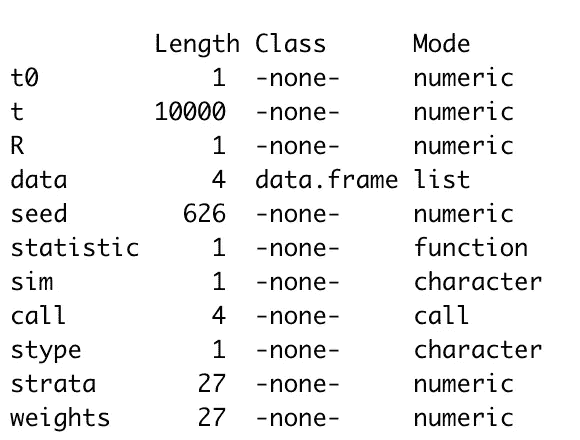 Length Class Mode
t0 1 -none- numeric
t 10000 -none- numeric
R 1 -none- numeric
data 4 data.frame list
seed 626 -none- numeric
statistic 1 -none- function
sim 1 -none- character
call 4 -none- call
stype 1 -none- character
strata 27 -none- numeric
weights 27 -none- numeric